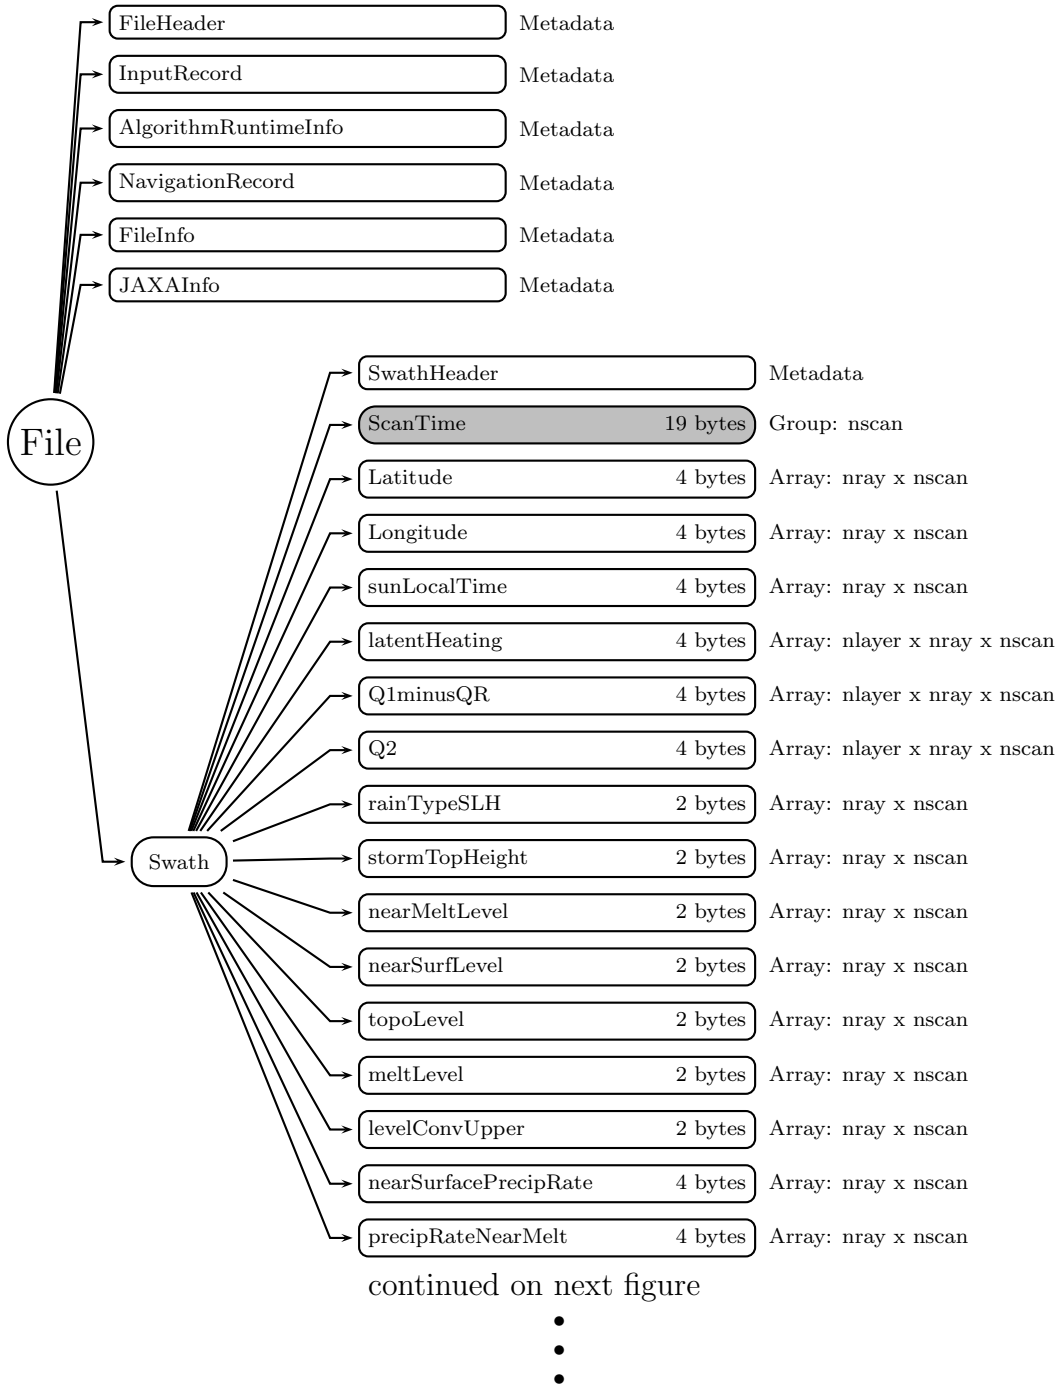 FileHeader Metadata
InputRecord Metadata
AlgorithmRuntimeInfo Metadata
NavigationRecord Metadata
FileInfo Metadata
JAXAInfo Metadata
SwathHeader Metadata
File
ScanTime 19 bytes Group: nscan
Latitude 4 bytes Array: nray x nscan
Longitude 4 bytes Array: nray x nscan
sunLocalTime 4 bytes Array: nray x nscan
latentHeating 4 bytes Array: nlayer x nray x nscan
Q1minusQR 4 bytes Array: nlayer x nray x nscan
Q2 4 bytes Array: nlayer x nray x nscan
rainTypeSLH 2 bytes Array: nray x nscan
Swath
stormTopHeight 2 bytes Array: nray x nscan
nearMeltLevel 2 bytes Array: nray x nscan
nearSurfLevel 2 bytes Array: nray x nscan
topoLevel 2 bytes Array: nray x nscan
meltLevel 2 bytes Array: nray x nscan
levelConvUpper 2 bytes Array: nray x nscan
nearSurfacePrecipRate 4 bytes Array: nray x nscan
precipRateNearMelt 4 bytes Array: nray x nscan
continued on next figure